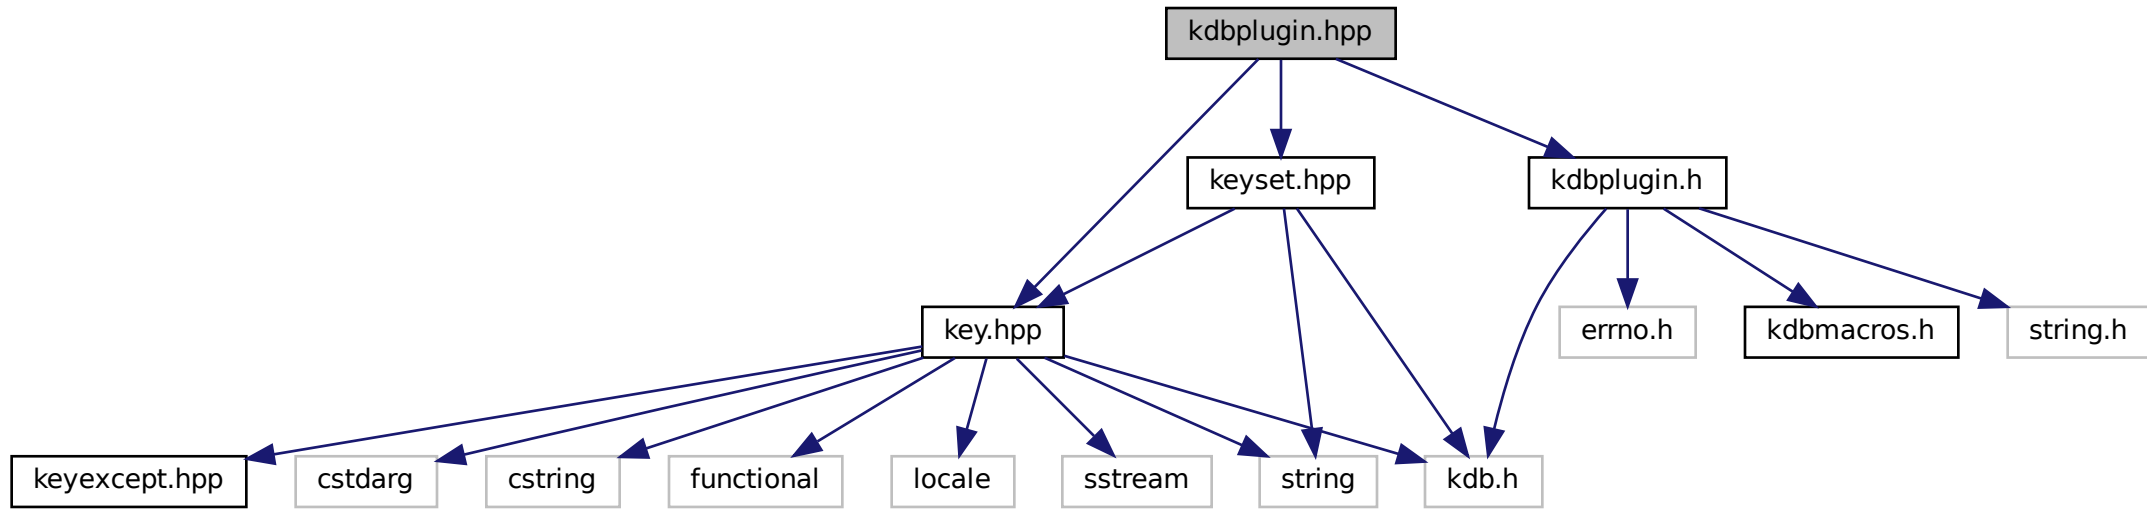 kdbplugin.hpp
keyset.hpp
kdbplugin.h
key.hpp
errno.h
kdbmacros.h
string.h
keyexcept.hpp
cstdarg
cstring
functional
locale
sstream
string
kdb.h